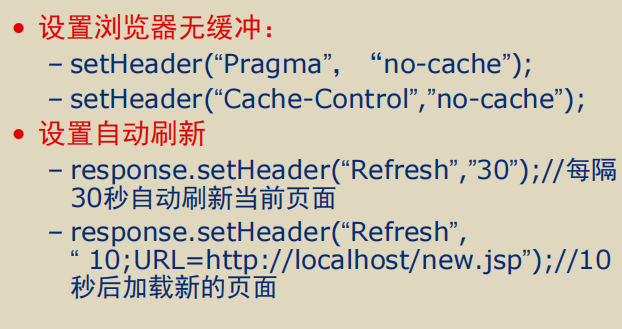 • 设置浏览器无缓冲：
– setHeader(“Pragma”， “no-cache”);
– setHeader(“Cache-Control”,”no-cache”);
• 设置自动刷新
– response.setHeader(“Refresh”,”30”);//每隔
30秒自动刷新当前页面
– response.setHeader(“Refresh”,
“ 10;URL=http://localhost/new.jsp”);//10
秒后加载新的页面